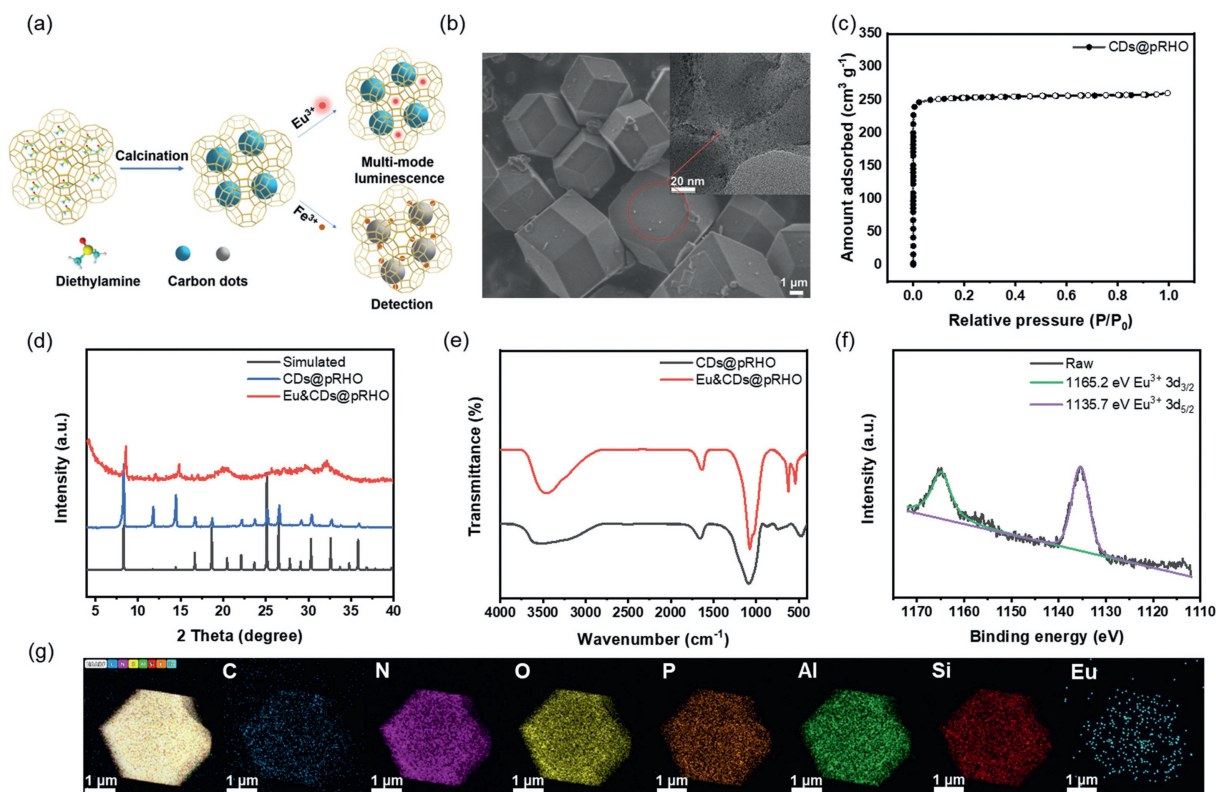 (a)
Calcination
Eu³⁺
Multi-mode
luminescence
Fe³⁺
Diethylamine
Carbon dots
Detection
(b)
20 nm
1 μm
(c)
CDs@pRHO
Amount adsorbed (cm³ g⁻¹)
350
300
250
200
150
100
50
0
0.0 0.2 0.4 0.6 0.8 1.0
Relative pressure (P/P₀)
(d)
Simulated
CDs@pRHO
Eu&CDs@pRHO
Intensity (a.u.)
5 10 15 20 25 30 35 40
2 Theta (degree)
(e)
CDs@pRHO
Eu&CDs@pRHO
Transmittance (%)
4000 3500 3000 2500 2000 1500 1000 500
Wavenumber (cm⁻¹)
(f)
Raw
1165.2 eV Eu³⁺ 3d₃/₂
1135.7 eV Eu³⁺ 3d₅/₂
Intensity (a.u.)
1170 1160 1150 1140 1130 1120 1110
Binding energy (eV)
(g)
C N O P Al Si Eu
1 μm 1 μm 1 μm 1 μm 1 μm 1 μm 1 μm 1 μm